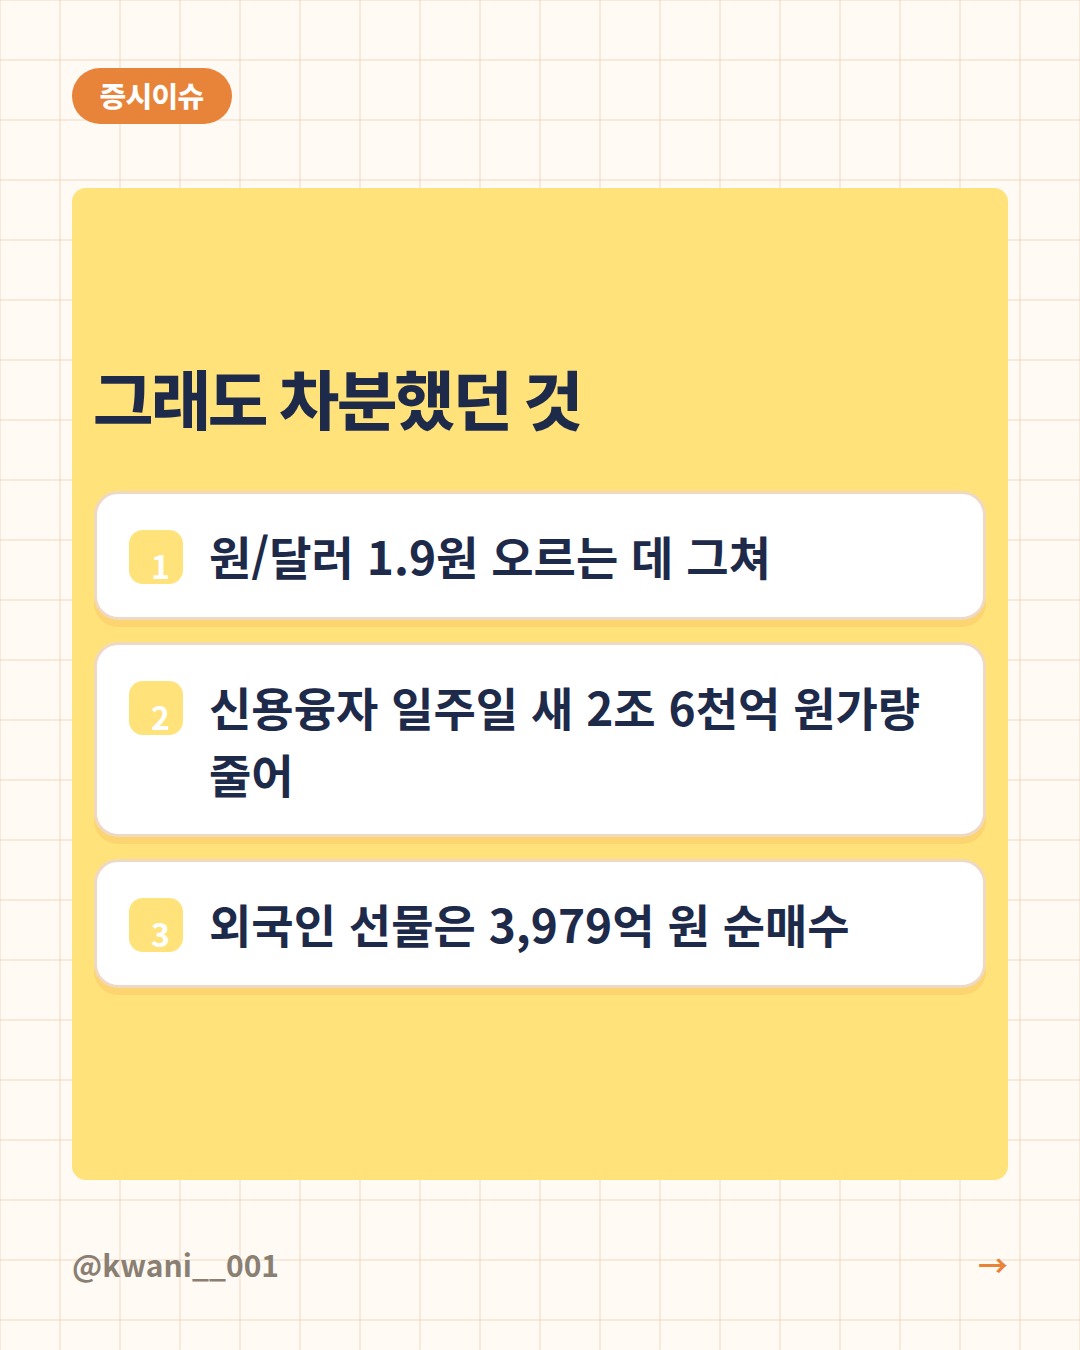 증시이슈
그래도 차분했던 것
1 원/달러 1.9원 오르는 데 그쳐
2 신용융자 일주일 새 2조 6천억 원가량
줄어
3 외국인 선물은 3,979억 원 순매수
@kwani__001
→